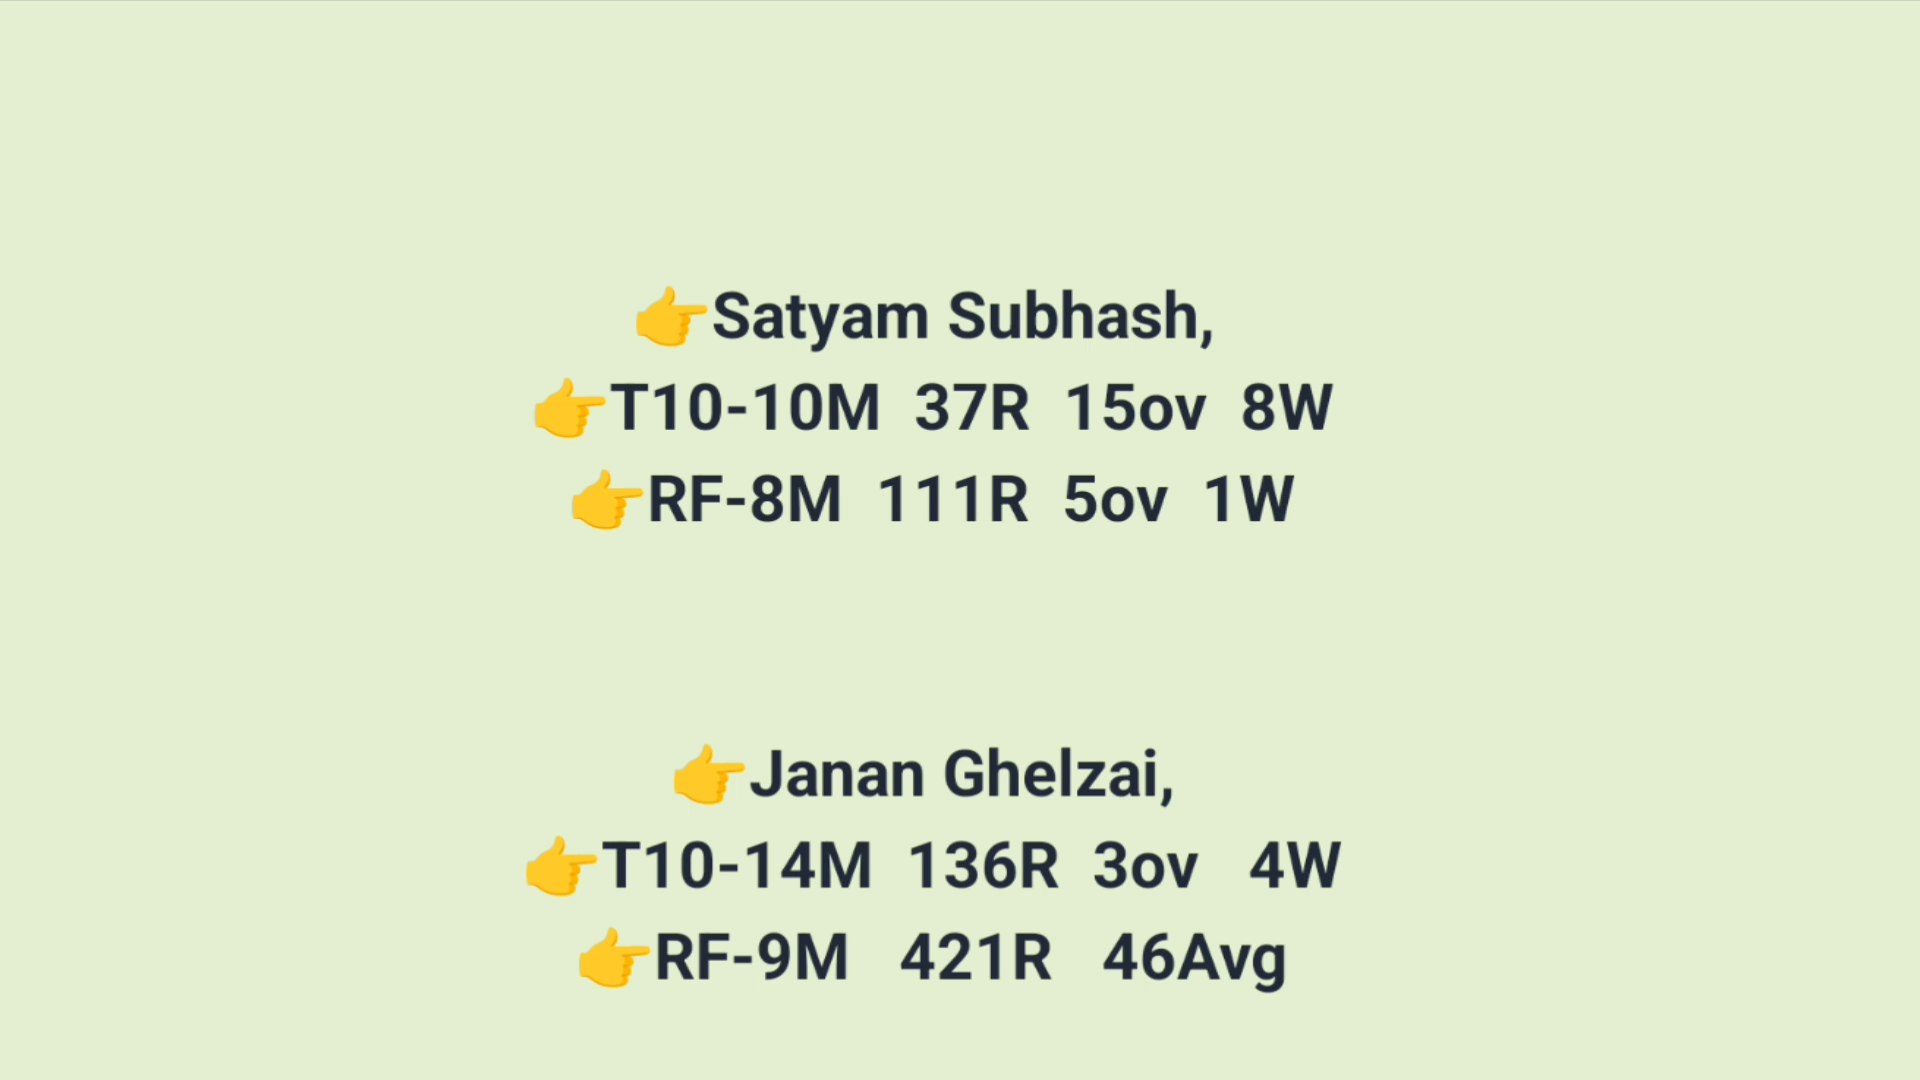 👉Satyam Subhash,
👉T10-10M 37R 15ov 8W
👉RF-8M 111R 5ov 1W
👉Janan Ghelzai,
👉T10-14M 136R 3ov 4W
👉RF-9M 421R 46Avg